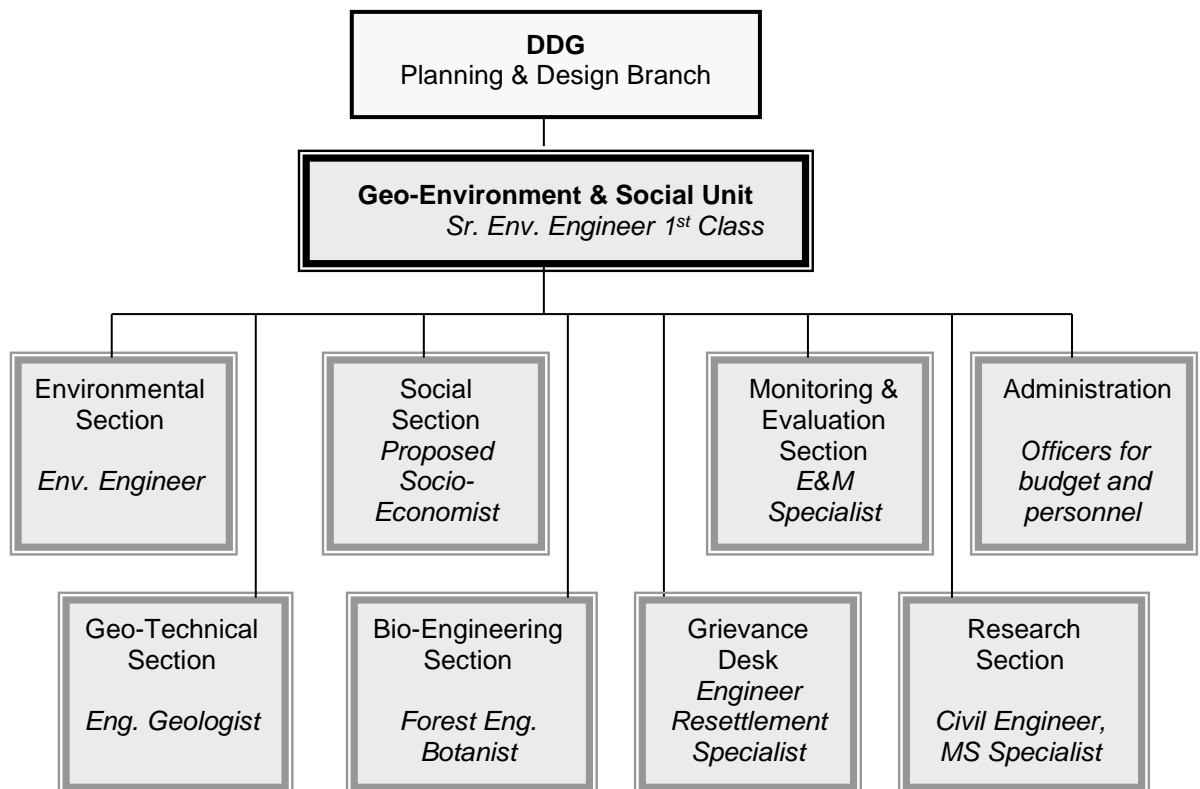 DDG
Planning & Design Branch
Geo-Environment & Social Unit
Sr. Env. Engineer 1st Class
Environmental
Section
Env. Engineer
Social
Section
Proposed
Socio-
Economist
Monitoring &
Evaluation
Section
E&M
Specialist
Administration
Officers for
budget and
personnel
Geo-Technical
Section
Eng. Geologist
Bio-Engineering
Section
Forest Eng.
Botanist
Grievance
Desk
Engineer
Resettlement
Specialist
Research
Section
Civil Engineer,
MS Specialist